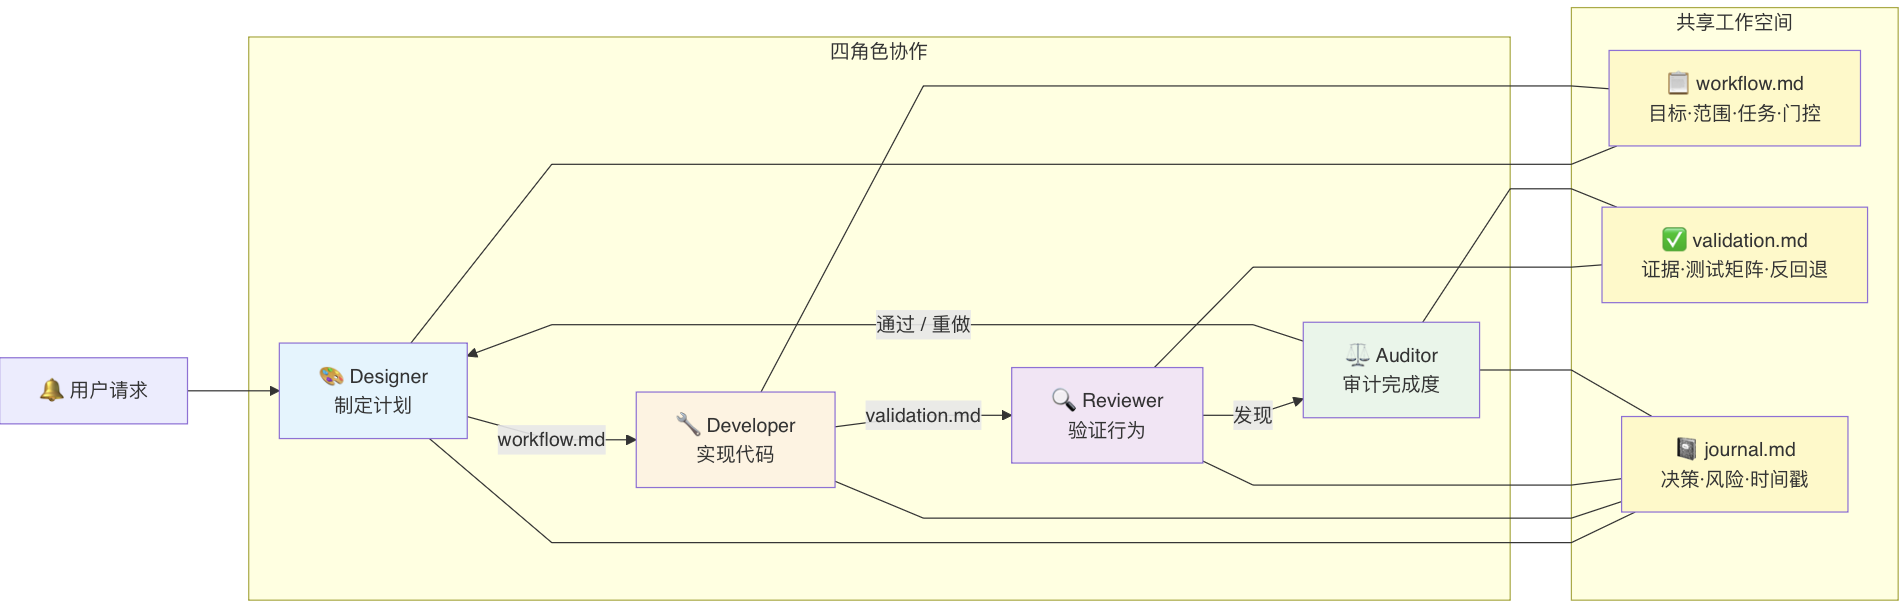 四角色协作
共享工作空间
📋 workflow.md
目标·范围·任务·门控
✅ validation.md
证据·测试矩阵·反回退
通过 / 重做
🔔 用户请求
🎨 Designer
制定计划
workflow.md
🔧 Developer
实现代码
validation.md
🔍 Reviewer
验证行为
发现
⚖️ Auditor
审计完成度
📓 journal.md
决策·风险·时间戳